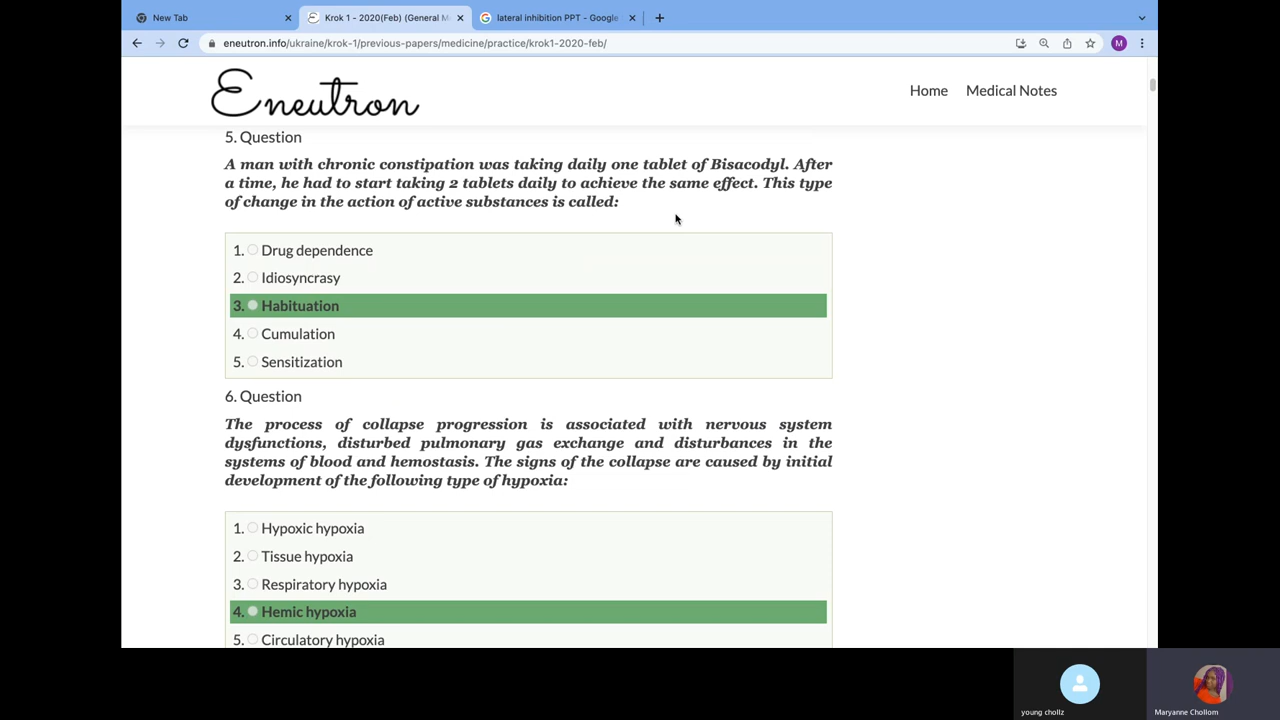 New Tab
Krok 1 - 2020(Feb) (General M
lateral inhibition PPT - Google
eneutron.info/ukraine/krok-1/previous-papers/medicine/practice/krok1-2020-feb/
M
Eneutron
Home
Medical Notes
5. Question
A man with chronic constipation was taking daily one tablet of Bisacodyl. After
a time, he had to start taking 2 tablets daily to achieve the same effect. This type
of change in the action of active substances is called:
1. Drug dependence
2. Idiosyncrasy
3. Habituation
4. Cumulation
5. Sensitization
6. Question
The process of collapse progression is associated with nervous system
dysfunctions, disturbed pulmonary gas exchange and disturbances in the
systems of blood and hemostasis. The signs of the collapse are caused by initial
development of the following type of hypoxia:
1. Hypoxic hypoxia
2. Tissue hypoxia
3. Respiratory hypoxia
4. Hemic hypoxia
5. Circulatory hypoxia
young chollz
Maryanne Chollom